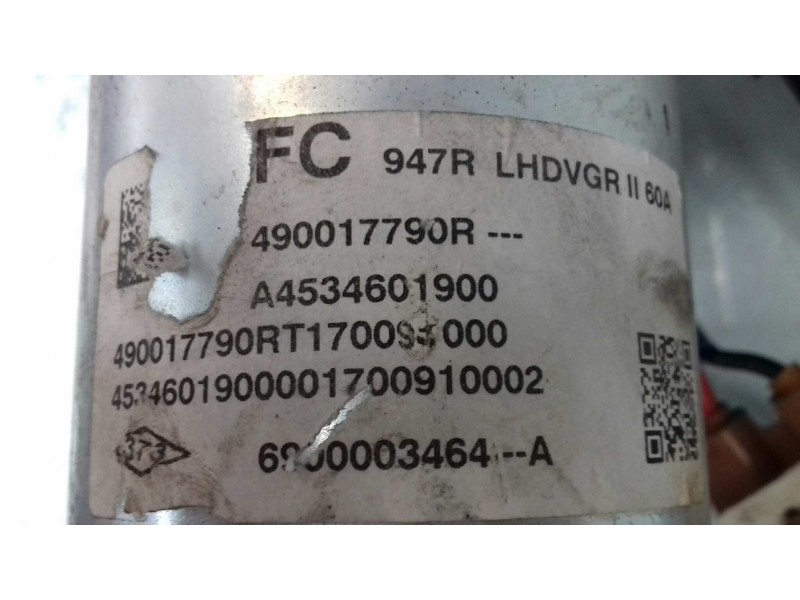 FC 947R LHDVGR II 60A
490017790R ---
A4534601900
4534601900001700910002
373
6900003464--A